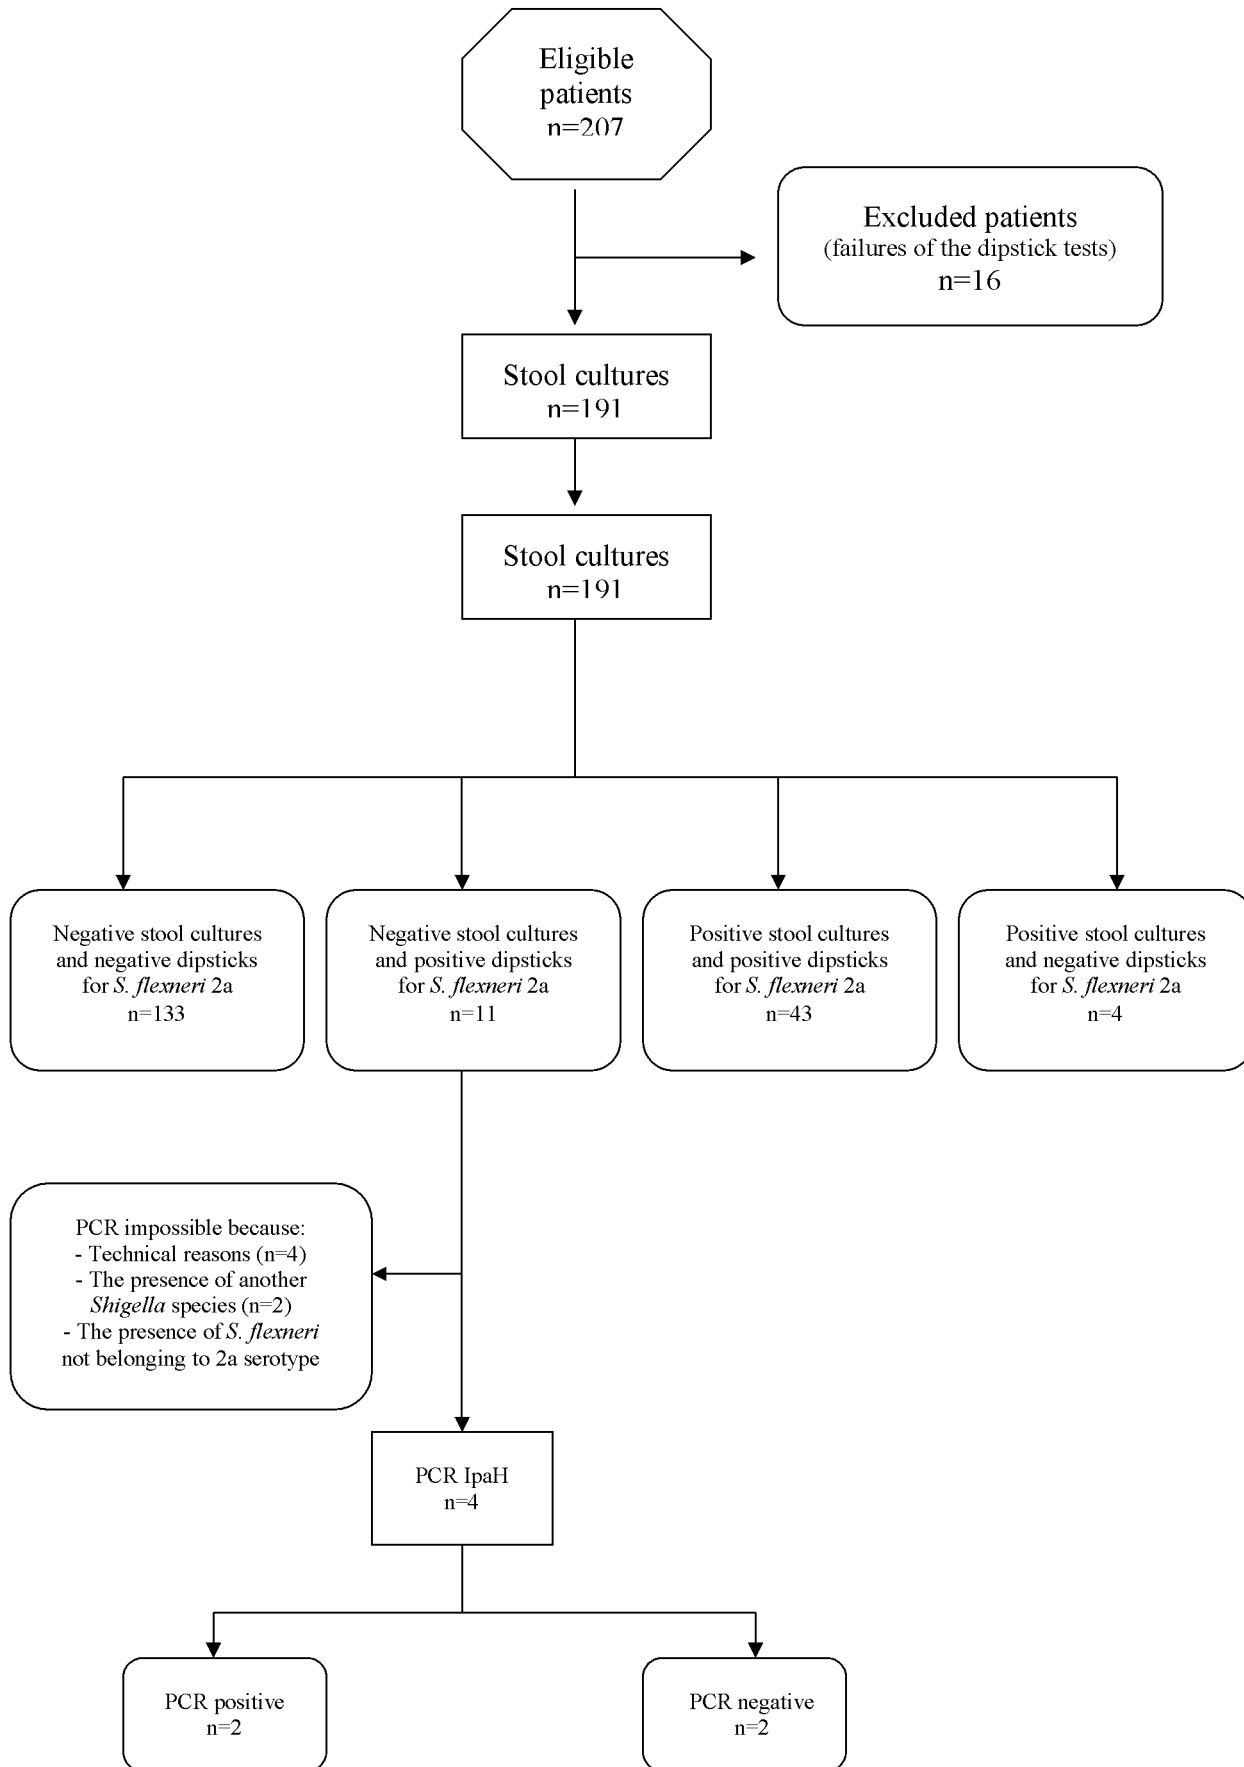 Eligible
patients
n=207
Excluded patients
(failures of the dipstick tests)
n=16
Stool cultures
n=191
Stool cultures
n=191
Negative stool cultures
and negative dipsticks
for S. flexneri 2a
n=133
Negative stool cultures
and positive dipsticks
for S. flexneri 2a
n=11
Positive stool cultures
and positive dipsticks
for S. flexneri 2a
n=43
Positive stool cultures
and negative dipsticks
for S. flexneri 2a
n=4
PCR impossible because:
- Technical reasons (n=4)
- The presence of another
Shigella species (n=2)
- The presence of S. flexneri
not belonging to 2a serotype
PCR IpaH
n=4
PCR positive
n=2
PCR negative
n=2